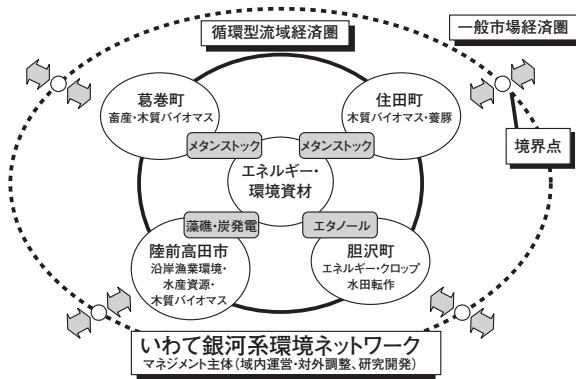 循環型流域経済圏
一般市場経済圏
葛巻町
畜産・木質バイオマス
住田町
木質バイオマス・養豚
境界点
メタンストック
メタンストック
エネルギー・
環境資材
藻礁・炭発電
エタノール
陸前高田市
沿岸漁業環境・
水産資源・
木質バイオマス
胆沢町
エネルギー・クロップ
水田転作
いわて銀河系環境ネットワーク
マネジメント主体(域内運営・対外調整、研究開発)